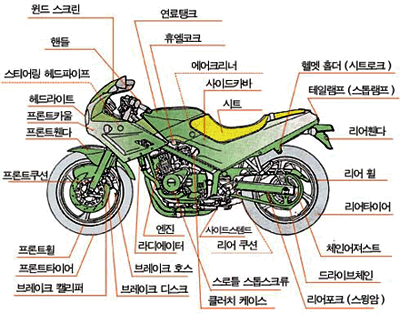 윈드 스크린
연료탱크
핸들
휴엘코크
에어크리너
스티어링 헤드파이프
사이드카바
헬멧 홀더 (시트로크)
헤드라이트
시트
테일램프 (스톱램프)
프론트카울
프론트휀다
리어휀다
프론트쿠션
리어 휠
리어타이어
엔진
사이드스텐드
라디에이터
리어 쿠션
프론트휠
체인어져스트
프론트타이어
브레이크 호스
스로틀 스톱스크류
드라이브체인
브레이크 캘리퍼
브레이크 디스크
클러치 케이스
리어포크 (스윙암)